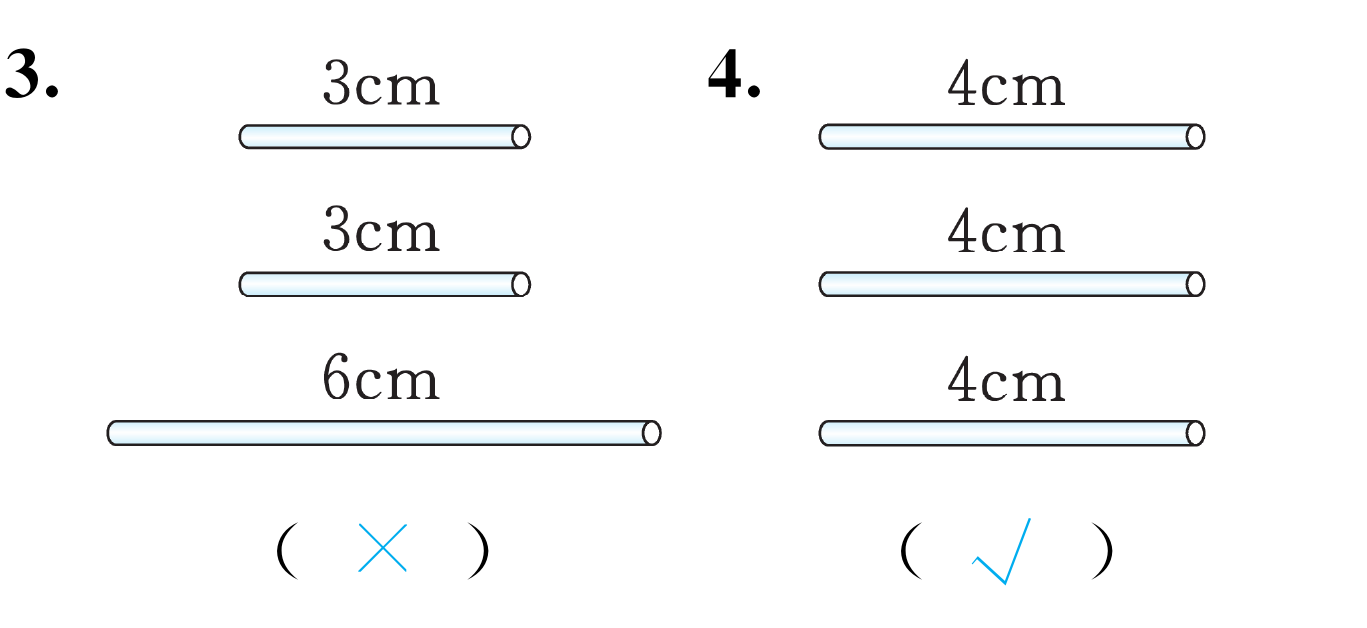 3.
3cm
3cm
6cm
( × )
4.
4cm
4cm
4cm
( √ )